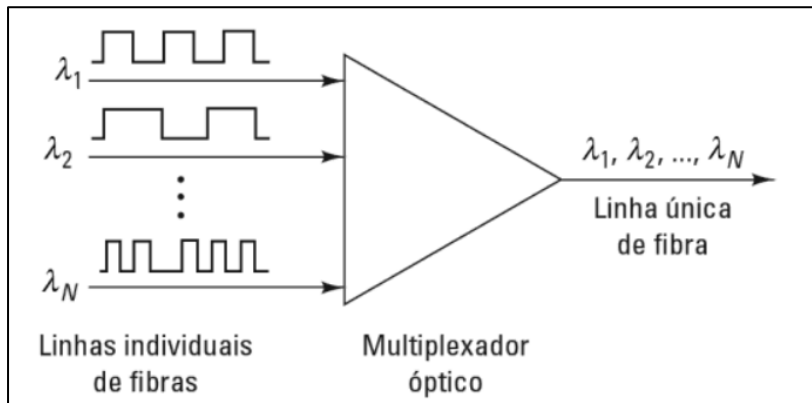 λ1
λ2
λN
λ1, λ2, ..., λN
Linha única
de fibra
Linhas individuais
de fibras
Multiplexador
óptico